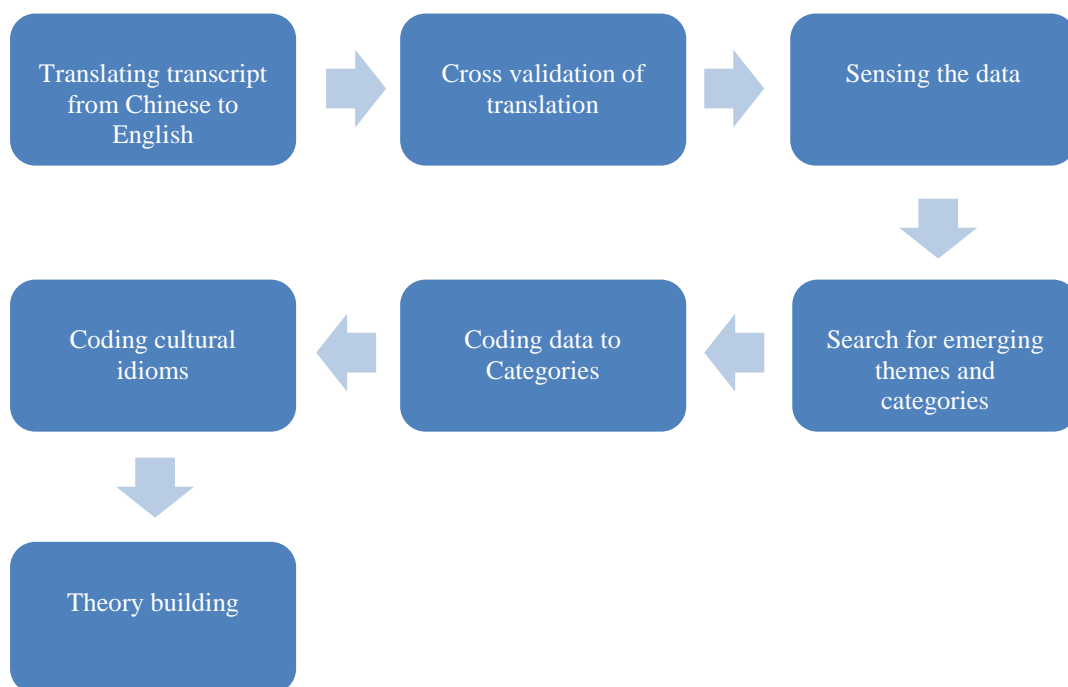 Translating transcript
from Chinese to
English
Cross validation of
translation
Sensing the data
Search for emerging
themes and
categories
Coding data to
Categories
Coding cultural
idioms
Theory building